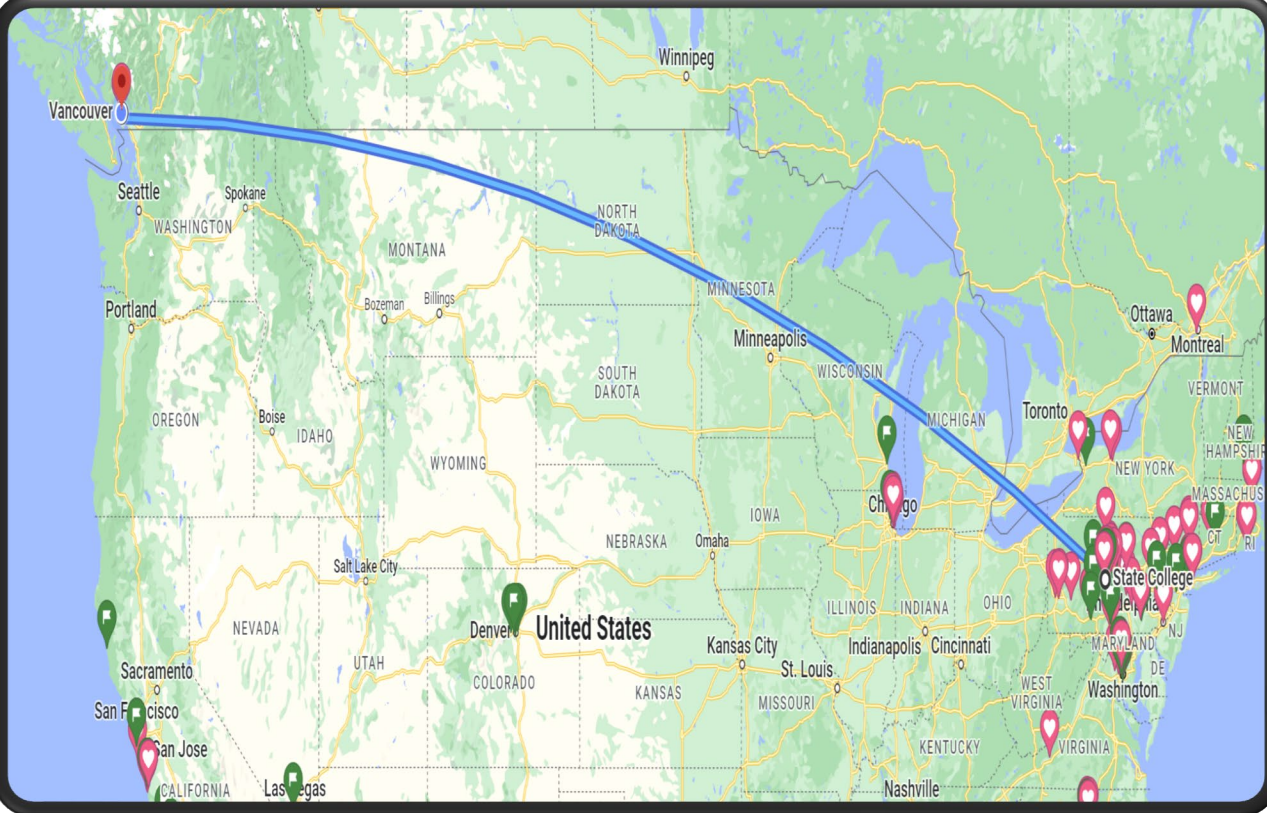 Winnipeg
Vancouver
Seattle
Spokane
WASHINGTON
NORTH
DAKOTA
MONTANA
MINNESOTA
Billings
Bozeman
Portland
Ottawa
Minneapolis
Montreal
WISCONSIN
SOUTH
DAKOTA
VERMONT
Toronto
MICHIGAN
OREGON
Boise
IDAHO
NEW
HAMPSHIR
WYOMING
NEW YORK
MASSACHUS
IOWA
CT
RI
NEBRASKA
Omaha
Salt Lake City
State College
ILLINOIS
INDIANA
OHIO
Denver
United States
NEVADA
NJ
Kansas City
Indianapolis
Cincinnati
MARYLAND
UTAH
St. Louis
DE
Sacramento
COLORADO
KANSAS
MISSOURI
WEST
VIRGINIA
Washington
San Jose
KENTUCKY
VIRGINIA
CALIFORNIA
Nashville